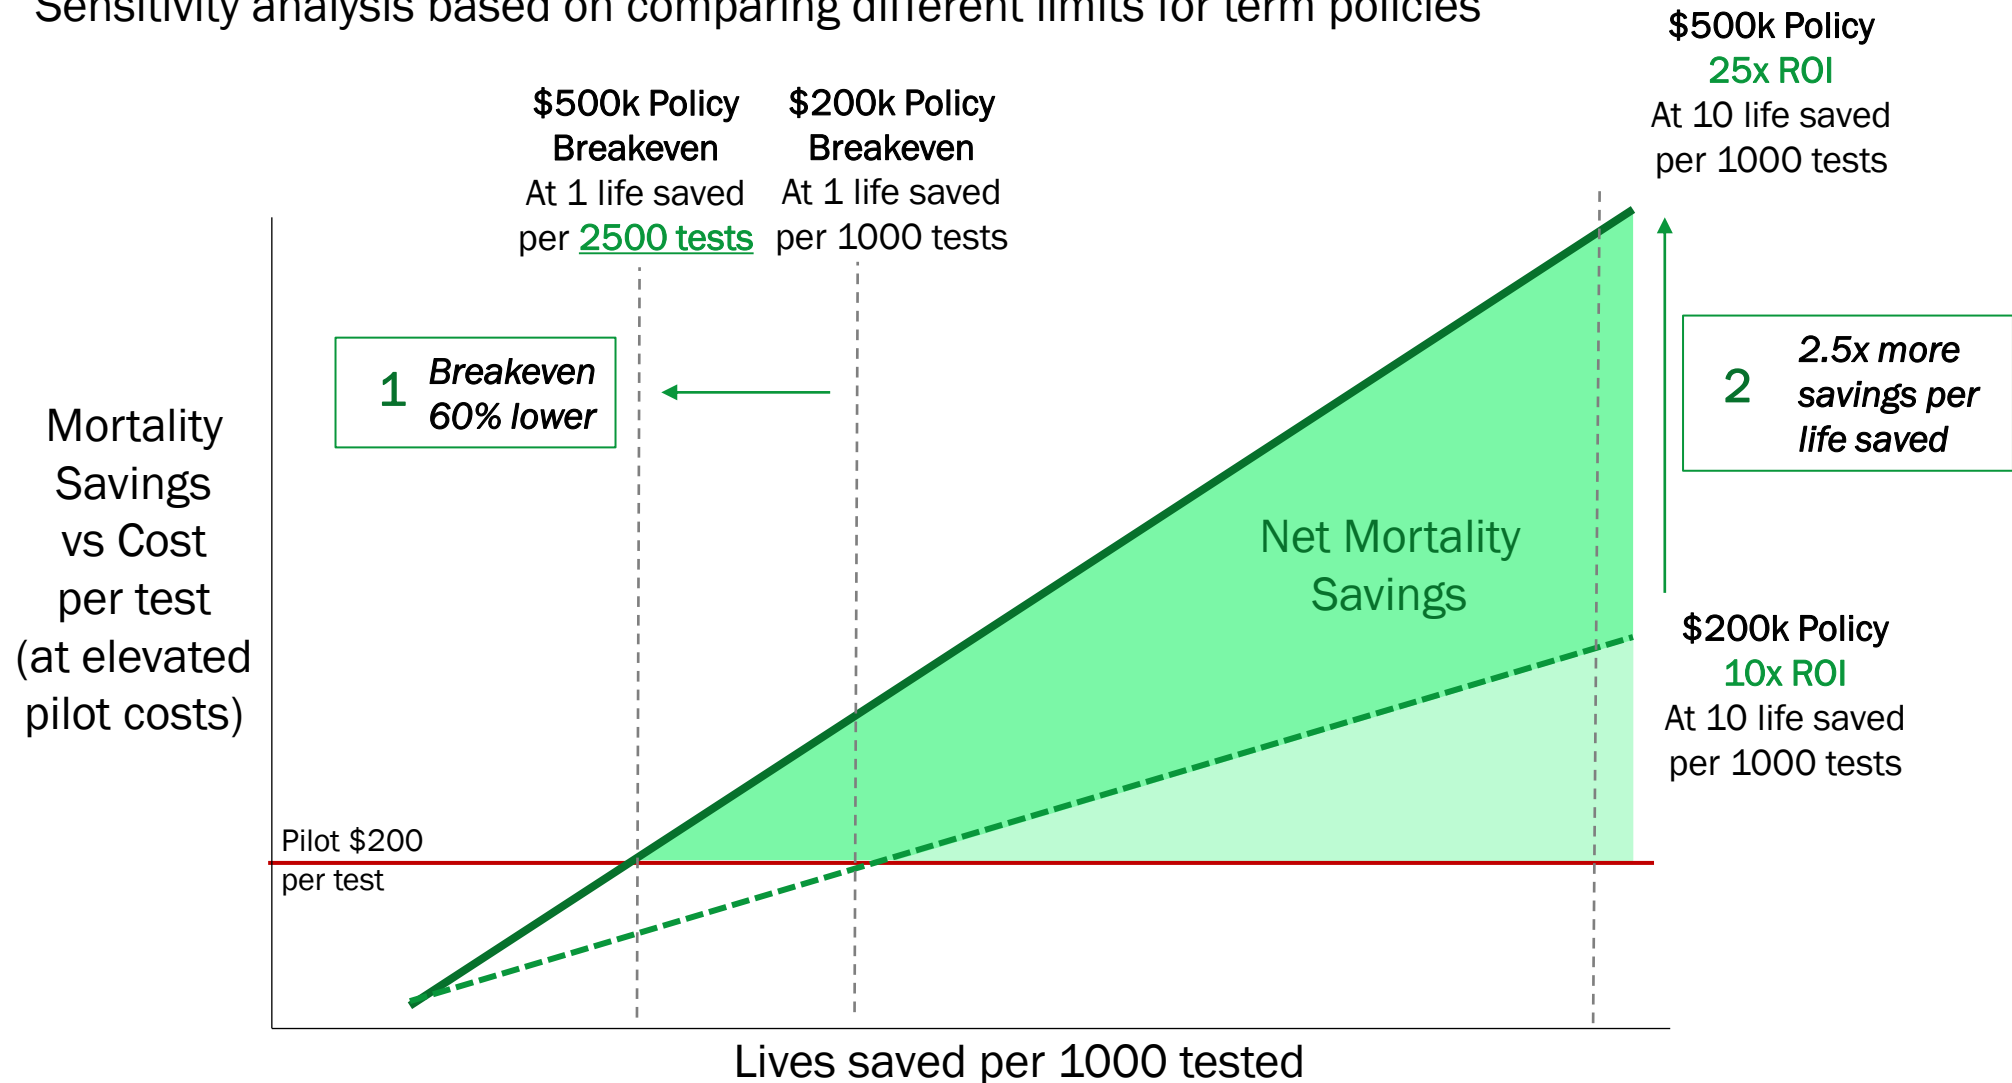 Sensitivity analysis based on comparing different limits for term policies
$500k Policy
25x ROI
At 10 life saved
per 1000 tests
$500k Policy
Breakeven
At 1 life saved
per 2500 tests
$200k Policy
Breakeven
At 1 life saved
per 1000 tests
1
Breakeven
60% lower
2
2.5x more
savings per
life saved
Mortality
Savings
vs Cost
per test
(at elevated
pilot costs)
Net Mortality
Savings
$200k Policy
10x ROI
At 10 life saved
per 1000 tests
Pilot $200
per test
Lives saved per 1000 tested